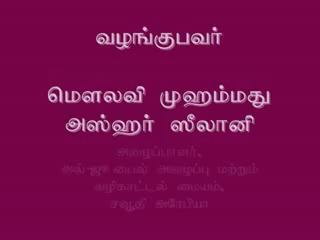 வழங்குபவர்
மௌலவி முஹம்மது
அஸ்ஹர் ஸீலானி
அழைப்பாளர்,
அல்-ஜுபைல் அழைப்பு மற்றும்
வழிகாட்டல் மையம்,
சவூதி அரேபியா